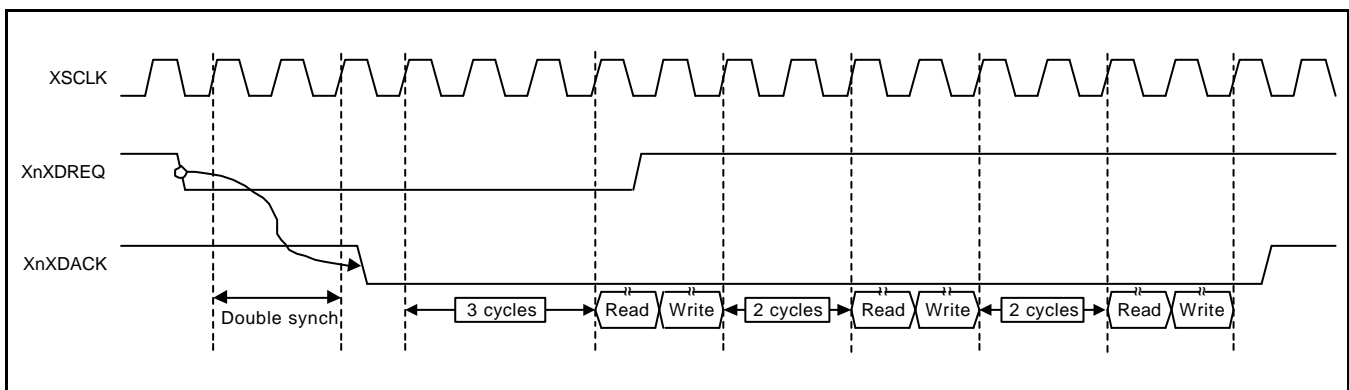 XSCLK
XnXDREQ
XnXDACK
Double synch
3 cycles
Read
Write
2 cycles
Read
Write
2 cycles
Read
Write